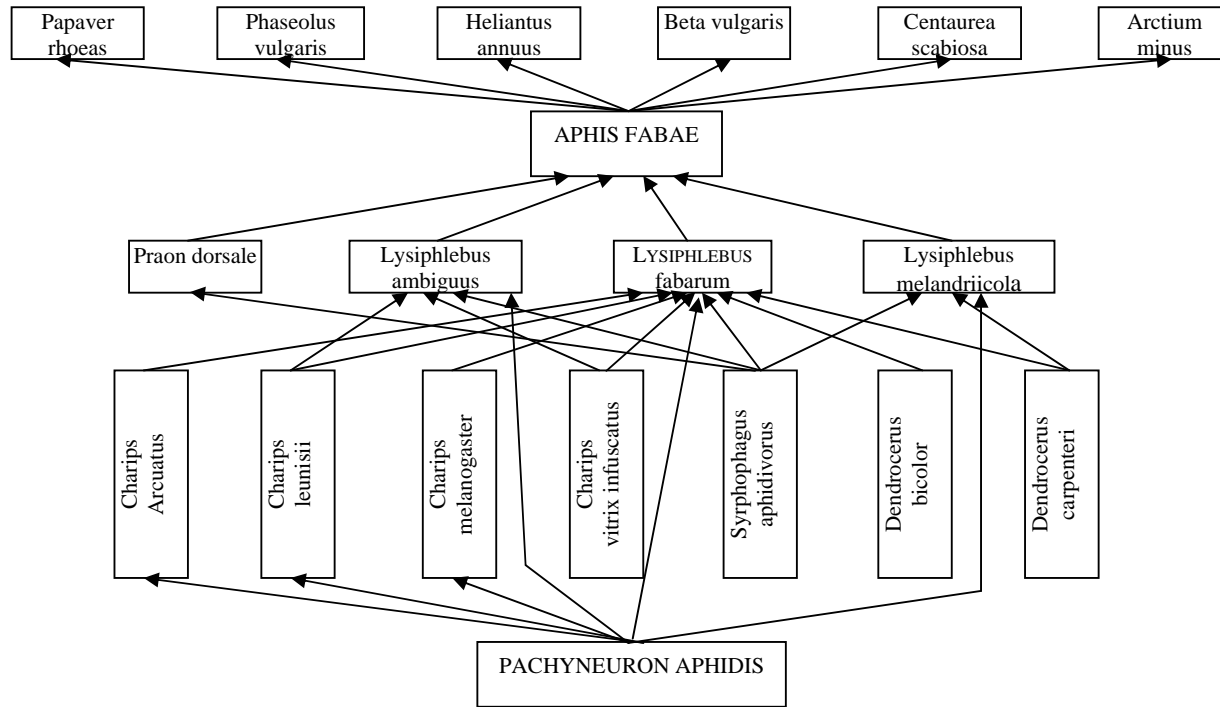 Papaver
rhoeas
Phaseolus
vulgaris
Heliantus
annuus
Beta vulgaris
Centaurea
scabiosa
Arctium
minus
APHIS FABAE
Praon dorsale
Lysiphlebus
ambiguus
LYSIPHLEBUS
fabarum
Lysiphlebus
melandriicola
Charips
Arcuatus
Charips
leunisii
Charips
melanogaster
Charips
vitrix infuscatus
Syrphophagus
aphidivorus
Dendrocerus
bicolor
Dendrocerus
carpenteri
PACHYNEURON APHIDIS